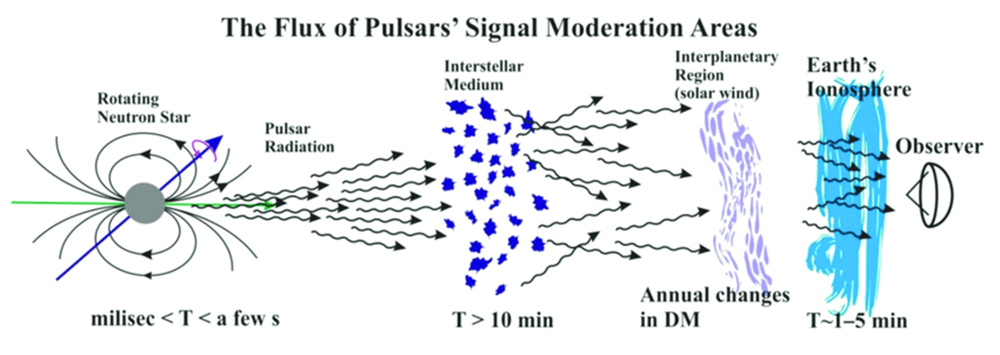 The Flux of Pulsars' Signal Moderation Areas
Rotating
Neutron Star
Pulsar
Radiation
Interstellar
Medium
Interplanetary
Region
(solar wind)
Earth's
Ionosphere
Observer
milisec < T < a few s
T > 10 min
Annual changes
in DM
T~1–5 min